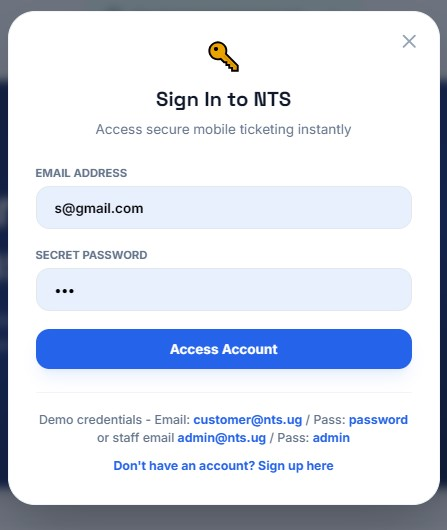 Sign In to NTS
Access secure mobile ticketing instantly
EMAIL ADDRESS
s@gmail.com
SECRET PASSWORD
•••
Access Account
Demo credentials - Email: customer@nts.ug / Pass: password
or staff email admin@nts.ug / Pass: admin
Don't have an account? Sign up here